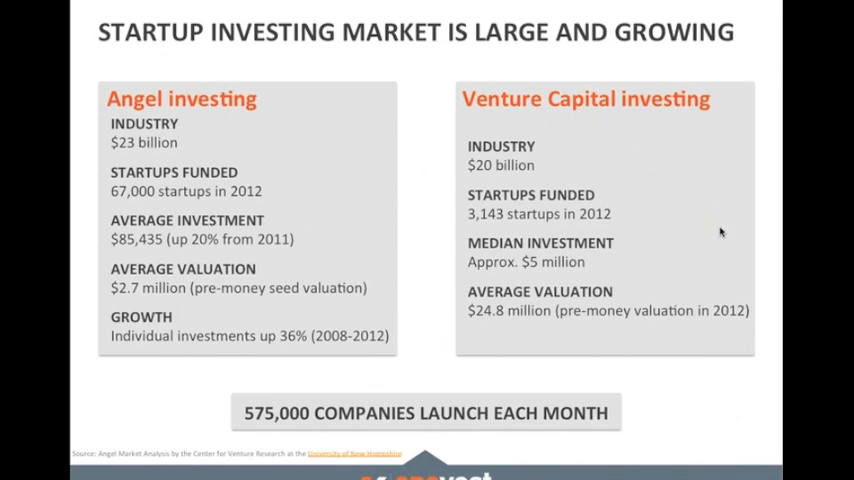 STARTUP INVESTING MARKET IS LARGE AND GROWING
Angel investing
INDUSTRY
$23 billion
STARTUPS FUNDED
67,000 startups in 2012
AVERAGE INVESTMENT
$85,435 (up 20% from 2011)
AVERAGE VALUATION
$2.7 million (pre-money seed valuation)
GROWTH
Individual investments up 36% (2008-2012)
Venture Capital investing
INDUSTRY
$20 billion
STARTUPS FUNDED
3,143 startups in 2012
MEDIAN INVESTMENT
Approx. $5 million
AVERAGE VALUATION
$24.8 million (pre-money valuation in 2012)
575,000 COMPANIES LAUNCH EACH MONTH
Source: Angel Market Analysis by the Center for Venture Research at the University of New Hampshire